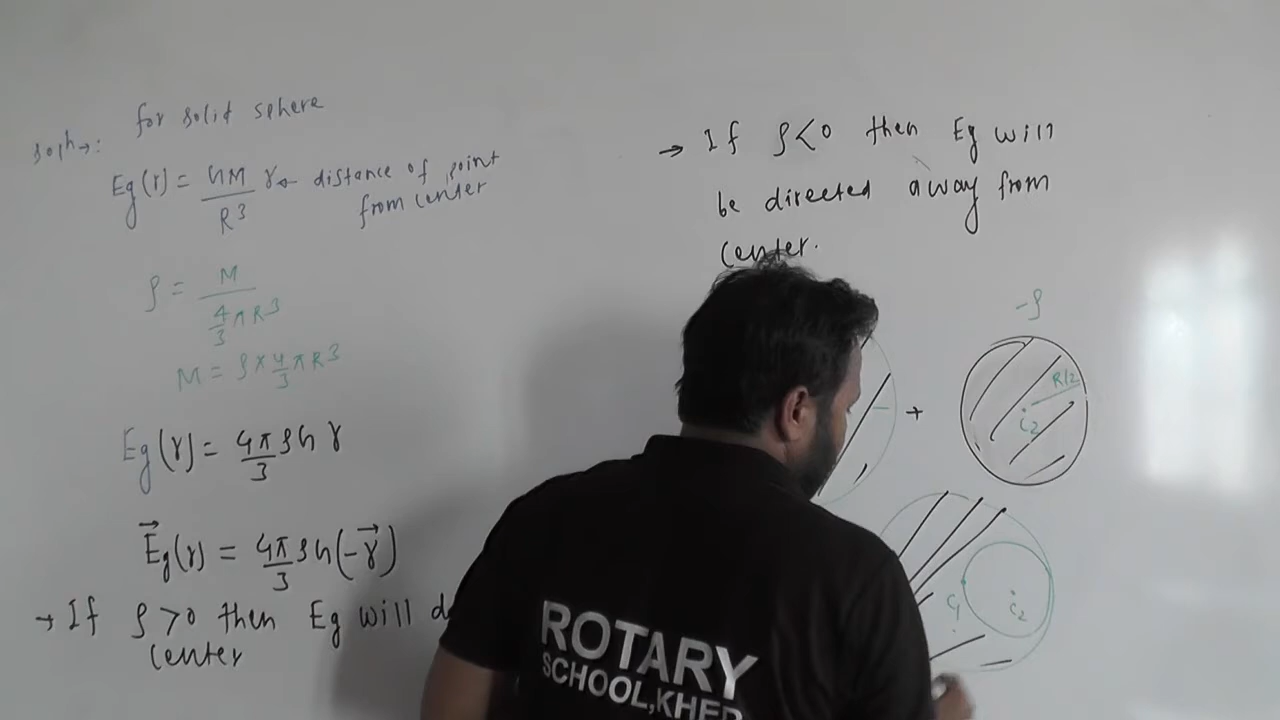 Soln→:
for solid sphere
Eg(r) = GM/R³ r ← distance of point
from center
ρ = M / 4/3 πR³
M = ρ × 4/3 πR³
Eg(r) = 4π/3 ρG r
E⃗g(r) = 4π/3 ρG(-r⃗)
→ If ρ > 0 then Eg will
center
→ If ρ < 0 then Eg will
be directed away from
center.
-ρ
R/2
C₂
+
C₁
C₂
ROTARY
SCHOOL,KHED